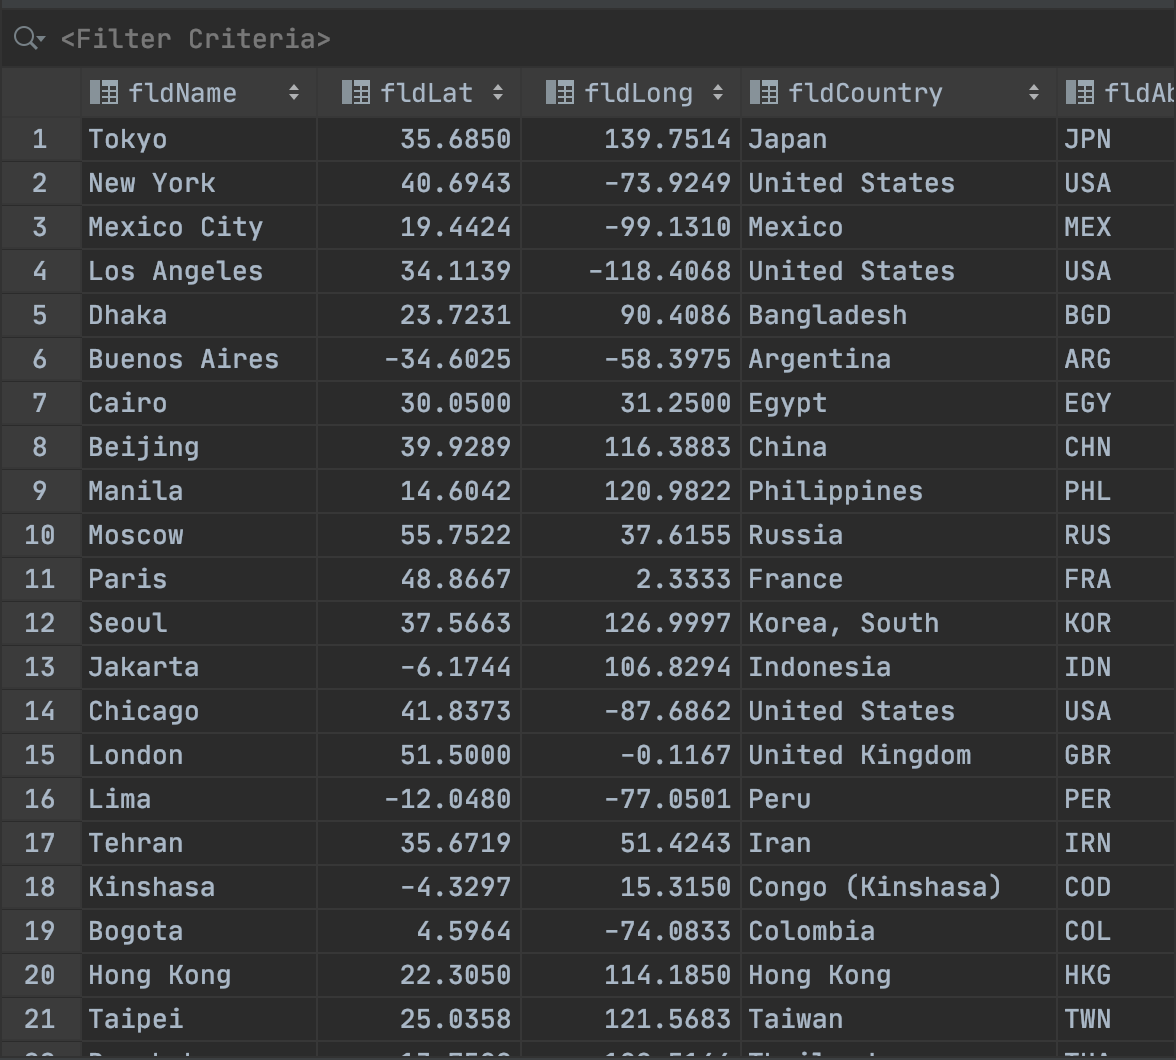 <Filter Criteria>
fldName fldLat fldLong fldCountry fldAb
1 Tokyo 35.6850 139.7514 Japan JPN
2 New York 40.6943 -73.9249 United States USA
3 Mexico City 19.4424 -99.1310 Mexico MEX
4 Los Angeles 34.1139 -118.4068 United States USA
5 Dhaka 23.7231 90.4086 Bangladesh BGD
6 Buenos Aires -34.6025 -58.3975 Argentina ARG
7 Cairo 30.0500 31.2500 Egypt EGY
8 Beijing 39.9289 116.3883 China CHN
9 Manila 14.6042 120.9822 Philippines PHL
10 Moscow 55.7522 37.6155 Russia RUS
11 Paris 48.8667 2.3333 France FRA
12 Seoul 37.5663 126.9997 Korea, South KOR
13 Jakarta -6.1744 106.8294 Indonesia IDN
14 Chicago 41.8373 -87.6862 United States USA
15 London 51.5000 -0.1167 United Kingdom GBR
16 Lima -12.0480 -77.0501 Peru PER
17 Tehran 35.6719 51.4243 Iran IRN
18 Kinshasa -4.3297 15.3150 Congo (Kinshasa) COD
19 Bogota 4.5964 -74.0833 Colombia COL
20 Hong Kong 22.3050 114.1850 Hong Kong HKG
21 Taipei 25.0358 121.5683 Taiwan TWN